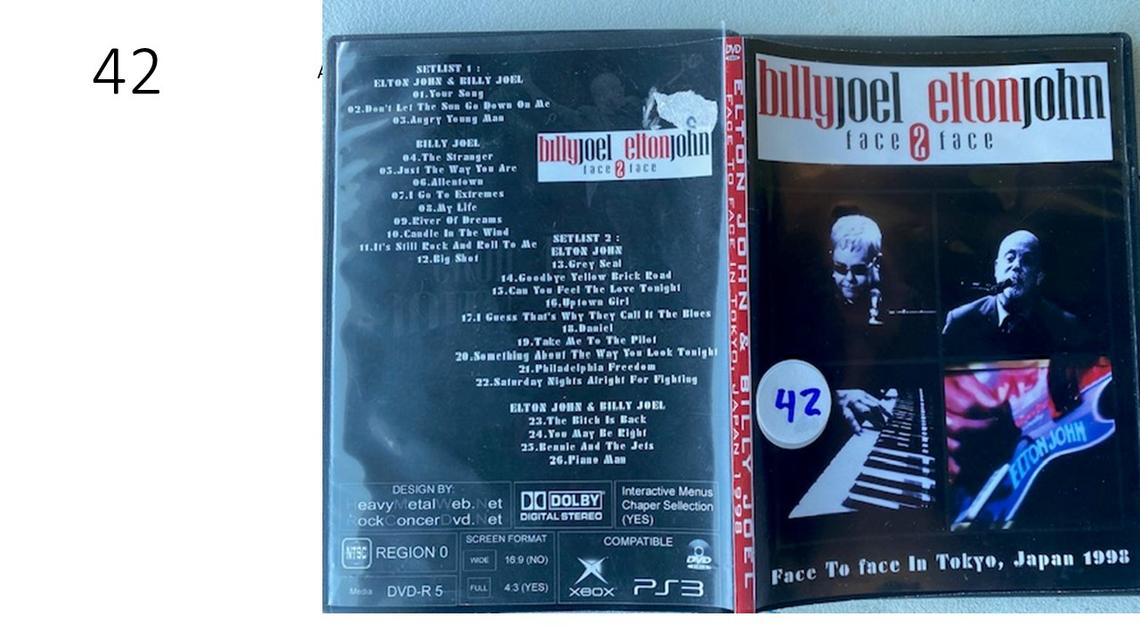 42
SETLIST 1 :
ELTON JOHN & BILLY JOEL
01.Your Song
02.Don't Let The Sun Go Down On Me
03.Angry Young Man
BILLY JOEL
04.The Stranger
05.Just The Way You Are
06.Allentown
07.I Go To Extremes
08.My Life
09.River Of Dreams
10.Candle In The Wind
11.It's Still Rock And Roll To Me
12.Big Shot
billyjoel eltonjohn
face 2 face
SETLIST 2 :
ELTON JOHN
13.Grey Seal
14.Goodbye Yellow Brick Road
15.Can You Feel The Love Tonight
16.Uptown Girl
17.I Guess That's Why They Call It The Blues
18.Daniel
19.Take Me To The Pilot
20.Something About The Way You Look Tonight
21.Philadelphia Freedom
22.Saturday Nights Alright For Fighting
ELTON JOHN & BILLY JOEL
23.The Bitch Is Back
24.You May Be Right
25.Bennie And The Jets
26.Piano Man
DESIGN BY:
HeavyMetalWeb.Net
RockConcerDvd.Net
DOLBY
DIGITAL STEREO
Interactive Menus
Chaper Sellection
(YES)
NTSC REGION 0
Media DVD-R 5
SCREEN FORMAT
WIDE 16:9 (NO)
FULL 4:3 (YES)
COMPATIBLE
XBOX
PS3
DVD
DVD
ELTON JOHN & BILLY JOEL
FACE TO FACE IN TOKYO, JAPAN 1998
billyjoel eltonjohn
face 2 face
42
ELTON JOHN
Face To face In Tokyo, Japan 1998